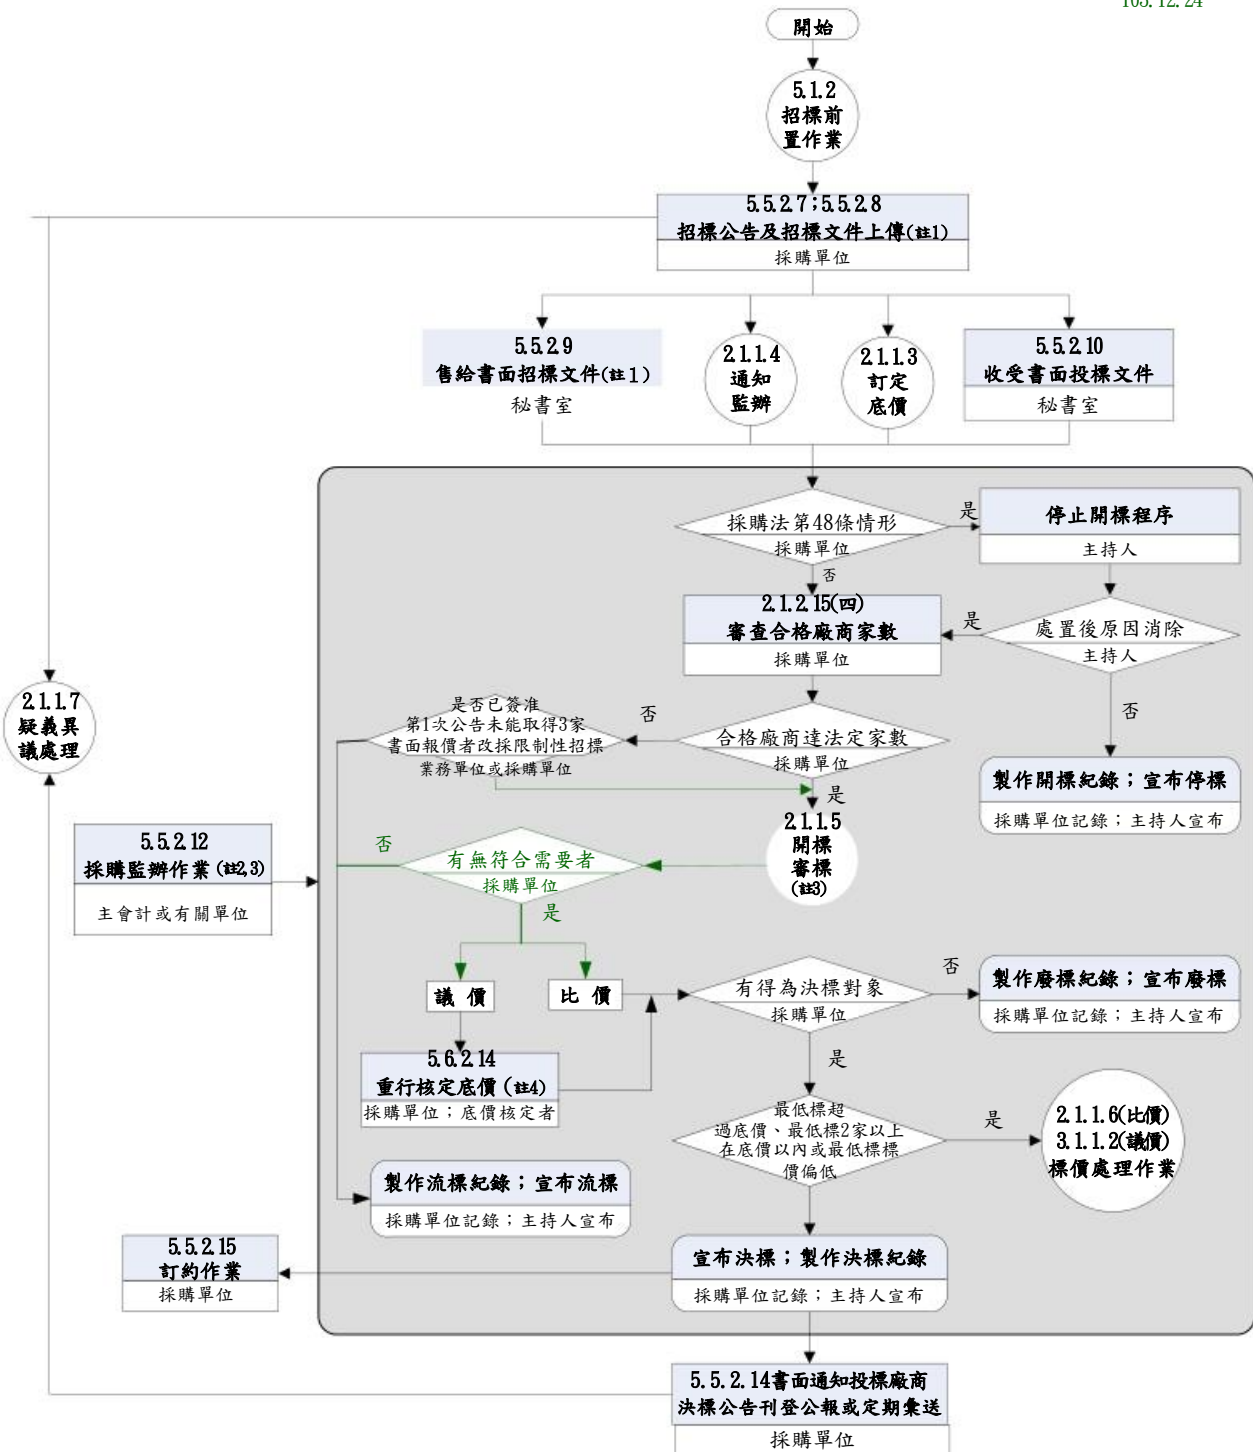 105.12.24
開始
5.1.2
招標前
置作業
5.5.2.7；5.5.2.8
招標公告及招標文件上傳(註1)
採購單位
5.5.2.9
售給書面招標文件(註1)
秘書室
2.1.1.4
通知
監辦
2.1.1.3
訂定
底價
5.5.2.10
收受書面投標文件
秘書室
採購法第48條情形
採購單位
是
停止開標程序
主持人
否
2.1.2.15(四)
審查合格廠商家數
採購單位
是
處置後原因消除
主持人
否
製作開標紀錄；宣布停標
採購單位記錄；主持人宣布
2.1.1.7
疑義異
議處理
是否已簽准
第1次公告未能取得3家
書面報價者改採限制性招標
業務單位或採購單位
否
合格廠商達法定家數
採購單位
是
2.1.1.5
開標
審標
(註3)
5.5.2.12
採購監辦作業(註2,3)
主會計或有關單位
否
有無符合需要者
採購單位
是
議 價
比 價
有得為決標對象
採購單位
否
製作廢標紀錄；宣布廢標
採購單位記錄；主持人宣布
5.6.2.14
重行核定底價(註4)
採購單位；底價核定者
是
最低標超
過底價、最低標2家以上
在底價以內或最低標標
價偏低
是
2.1.1.6(比價)
3.1.1.2(議價)
標價處理作業
製作流標紀錄；宣布流標
採購單位記錄；主持人宣布
5.5.2.15
訂約作業
採購單位
宣布決標；製作決標紀錄
採購單位記錄；主持人宣布
5.5.2.14書面通知投標廠商
決標公告刊登公報或定期彙送
採購單位